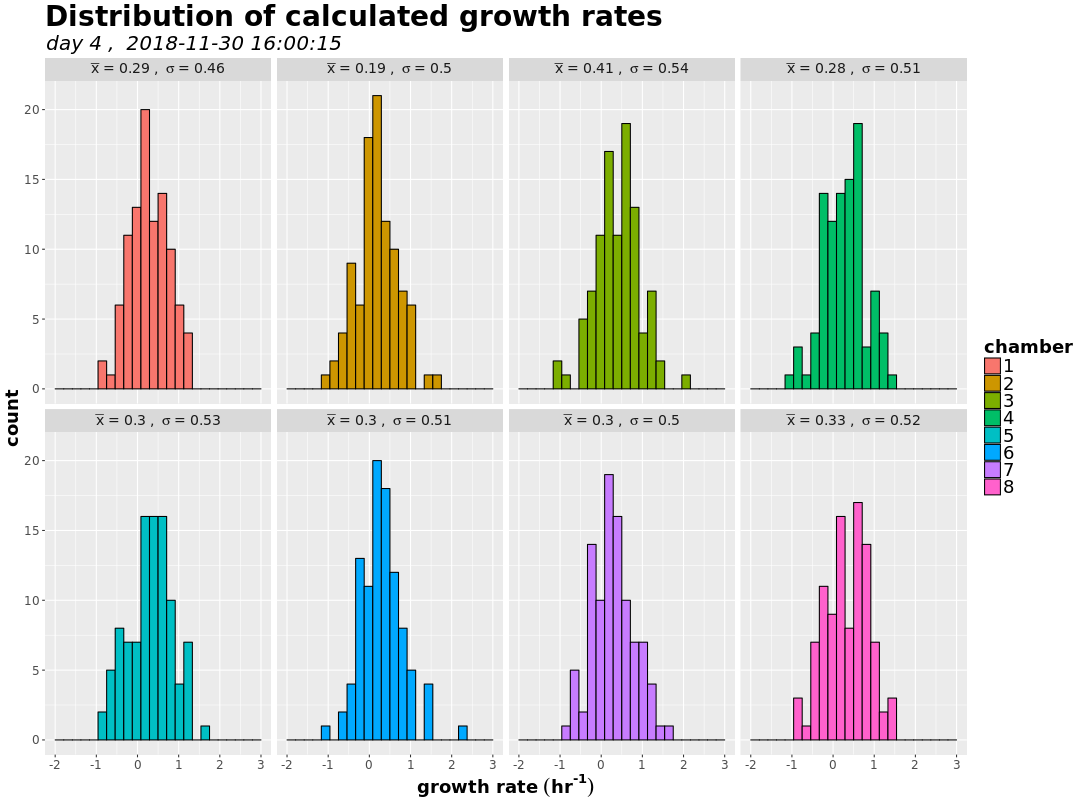 Distribution of calculated growth rates
day 4 ,  2018-11-30 16:00:15
x̅ = 0.29 ,  σ = 0.46
x̅ = 0.19 ,  σ = 0.5
x̅ = 0.41 ,  σ = 0.54
x̅ = 0.28 ,  σ = 0.51
20
15
10
5
0
x̅ = 0.3 ,  σ = 0.53
x̅ = 0.3 ,  σ = 0.51
x̅ = 0.3 ,  σ = 0.5
x̅ = 0.33 ,  σ = 0.52
20
15
10
5
0
-2 -1 0 1 2 3
-2 -1 0 1 2 3
-2 -1 0 1 2 3
-2 -1 0 1 2 3
count
growth rate (hr⁻¹)
chamber
1
2
3
4
5
6
7
8